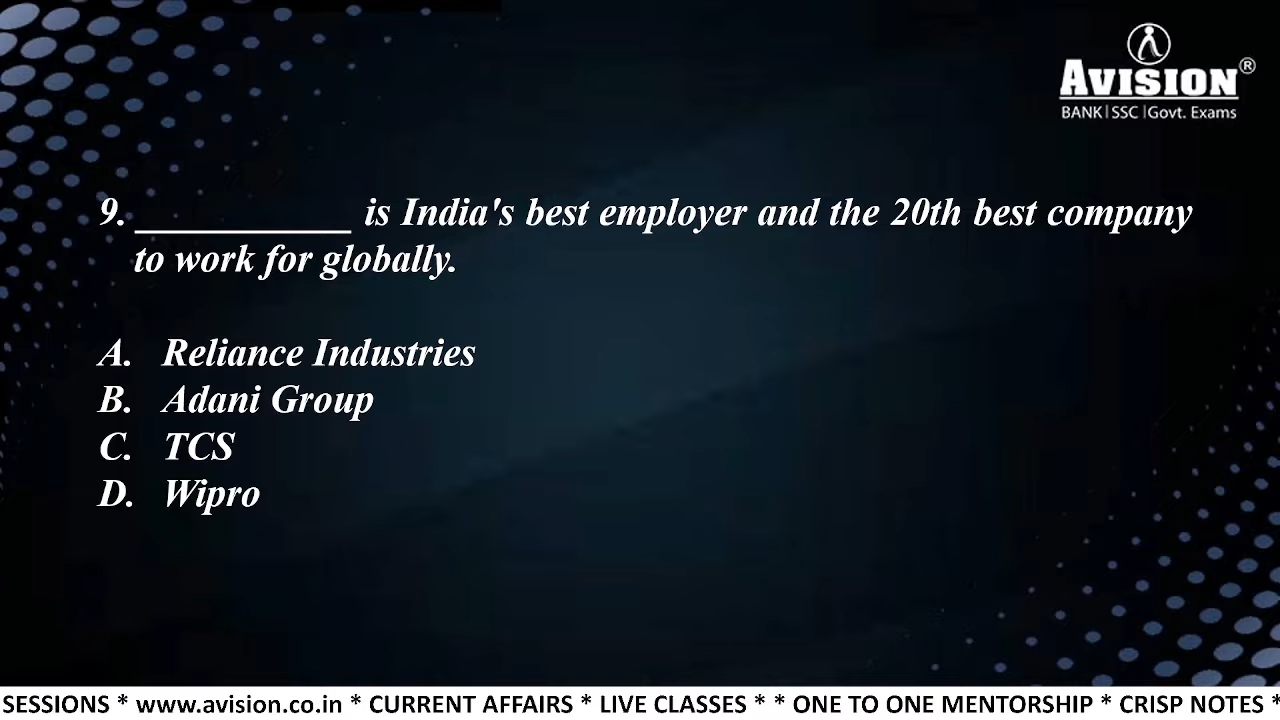 AVISION®
BANK|SSC|Govt. Exams
9. ___________ is India's best employer and the 20th best company
to work for globally.
A. Reliance Industries
B. Adani Group
C. TCS
D. Wipro
SESSIONS * www.avision.co.in * CURRENT AFFAIRS * LIVE CLASSES * * ONE TO ONE MENTORSHIP * CRISP NOTES *